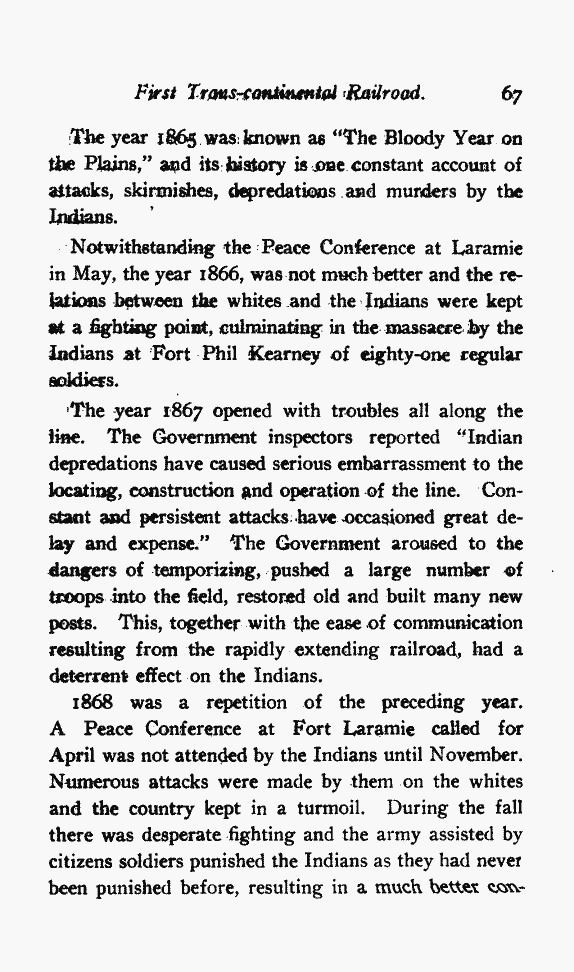 First Trans-continental Railroad. 67
The year 1865 was known as "The Bloody Year on
the Plains," and its history is one constant account of
attacks, skirmishes, depredations and murders by the
Indians.
Notwithstanding the Peace Conference at Laramie
in May, the year 1866, was not much better and the re-
lations between the whites and the Indians were kept
at a fighting point, culminating in the massacre by the
Indians at Fort Phil Kearney of eighty-one regular
soldiers.
The year 1867 opened with troubles all along the
line. The Government inspectors reported "Indian
depredations have caused serious embarrassment to the
locating, construction and operation of the line. Con-
stant and persistent attacks have occasioned great de-
lay and expense." The Government aroused to the
dangers of temporizing, pushed a large number of
troops into the field, restored old and built many new
posts. This, together with the ease of communication
resulting from the rapidly extending railroad, had a
deterrent effect on the Indians.
1868 was a repetition of the preceding year.
A Peace Conference at Fort Laramie called for
April was not attended by the Indians until November.
Numerous attacks were made by them on the whites
and the country kept in a turmoil. During the fall
there was desperate fighting and the army assisted by
citizens soldiers punished the Indians as they had never
been punished before, resulting in a much better con-